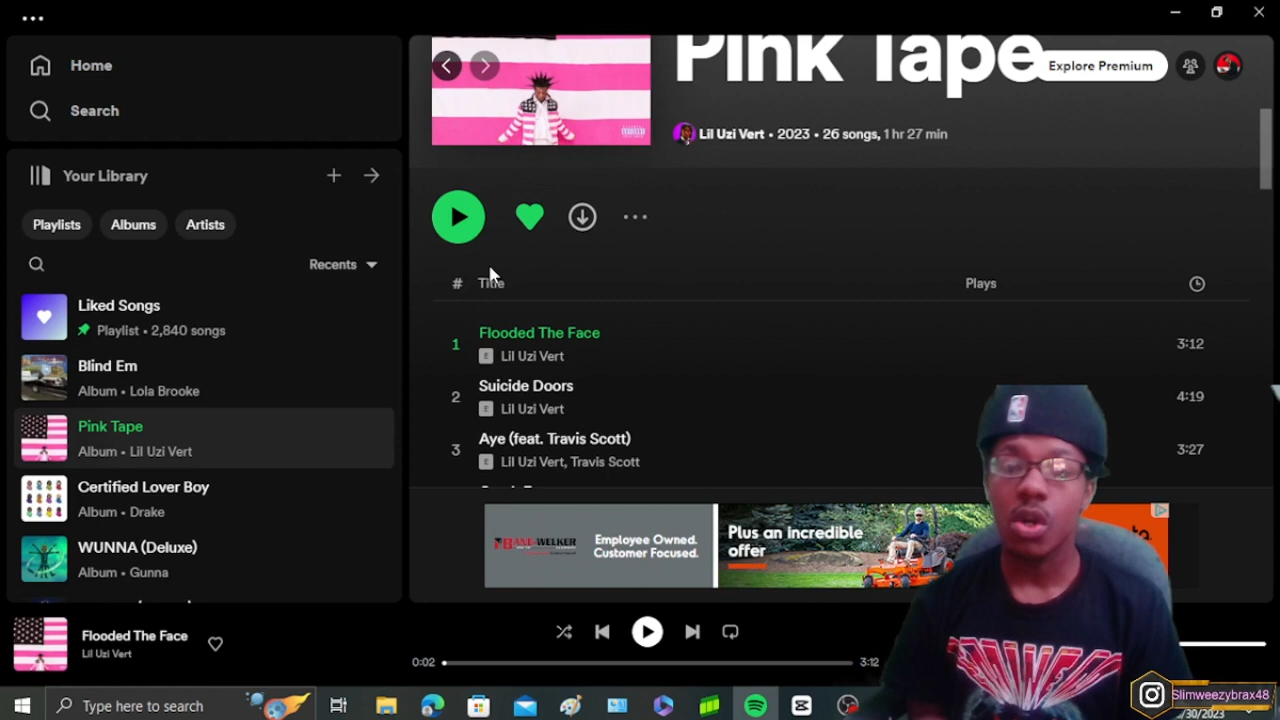 Home
Search
Your Library
Playlists
Albums
Artists
Recents
Liked Songs
Playlist • 2,840 songs
Blind Em
Album • Lola Brooke
Pink Tape
Album • Lil Uzi Vert
Certified Lover Boy
Album • Drake
WUNNA (Deluxe)
Album • Gunna
Pink Tape
Explore Premium
Lil Uzi Vert • 2023 • 26 songs, 1 hr 27 min
# Title Plays
1 Flooded The Face 3:12
E Lil Uzi Vert
2 Suicide Doors 4:19
E Lil Uzi Vert
3 Aye (feat. Travis Scott) 3:27
E Lil Uzi Vert, Travis Scott
Employee Owned.
Customer Focused.
Plus an incredible
offer
Flooded The Face
Lil Uzi Vert
0:02 3:12
Type here to search
Slimweezybrax48
/30/2023